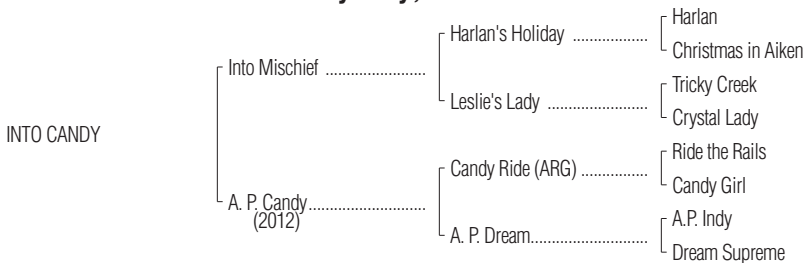 Harlan
Harlan's Holiday ..................
Christmas in Aiken
Into Mischief ........................
Tricky Creek
Leslie's Lady ........................
Crystal Lady
INTO CANDY
Ride the Rails
Candy Ride (ARG) ................
Candy Girl
A. P. Candy............................
(2012)
A.P. Indy
A. P. Dream............................
Dream Supreme